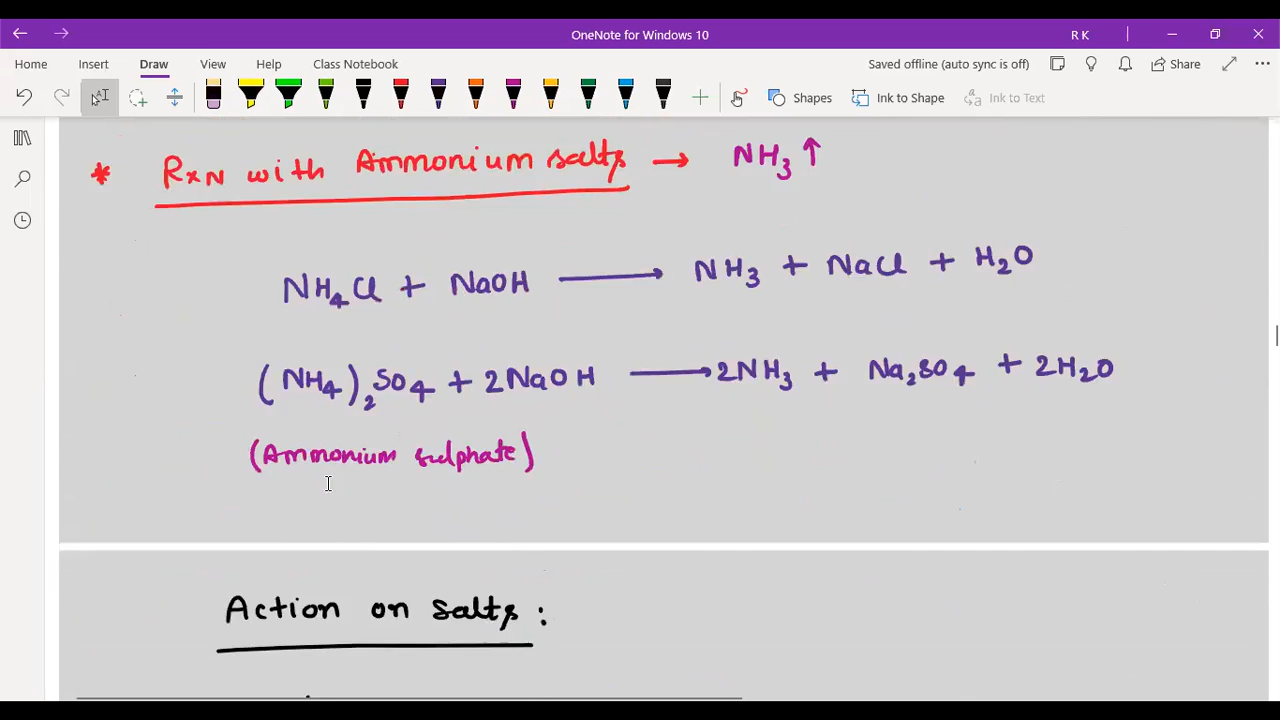 OneNote for Windows 10
R K
Home Insert Draw View Help Class Notebook
Saved offline (auto sync is off) Share
Shapes Ink to Shape Ink to Text
* RxN with Ammonium salts → NH₃ ↑
NH₄Cl + NaOH ⟶ NH₃ + NaCl + H₂O
(NH₄)₂SO₄ + 2NaOH ⟶ 2NH₃ + Na₂SO₄ + 2H₂O
(Ammonium sulphate)
Action on salts :